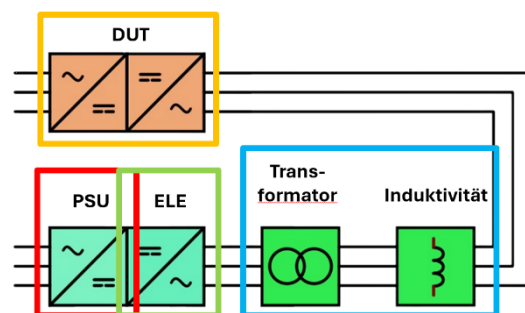 DUT
PSU
ELE
Trans-
formator
Induktivität